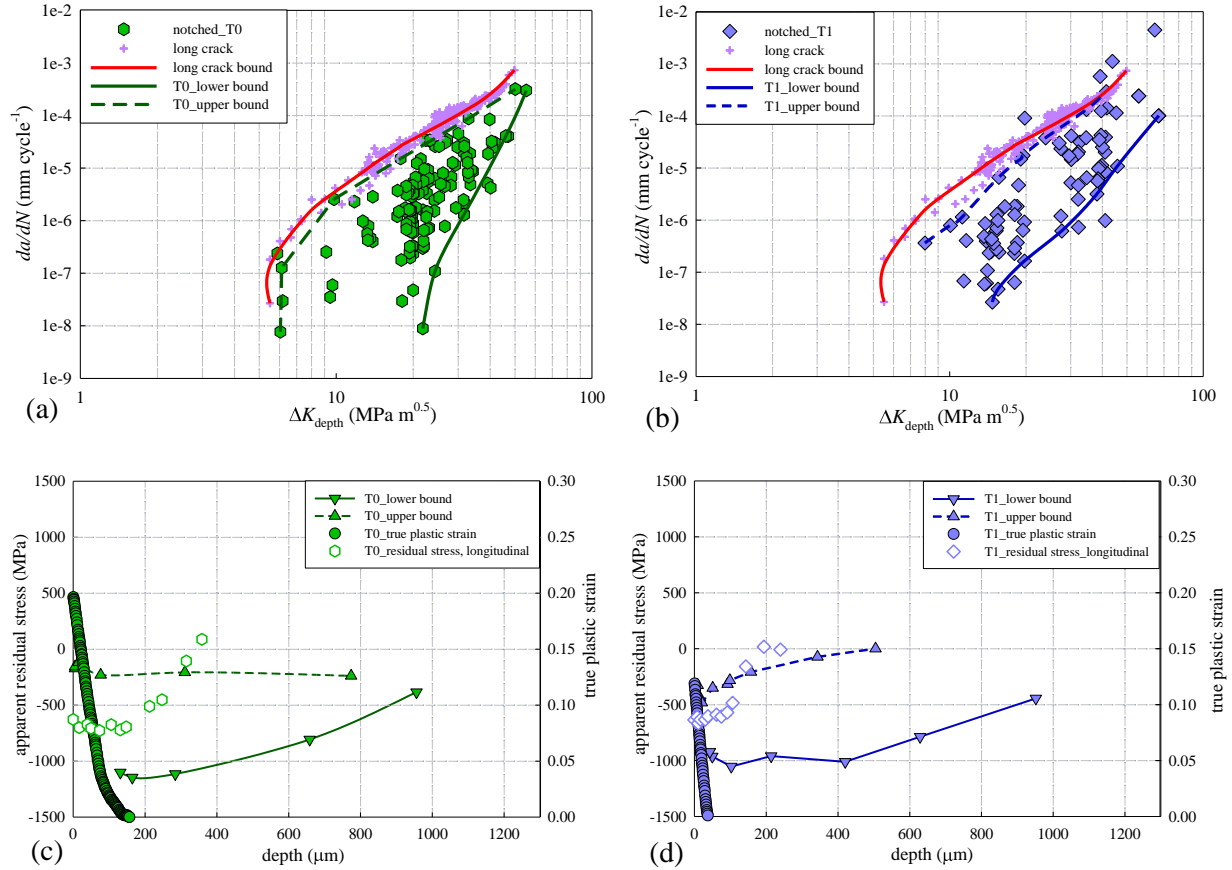 notched_T0
long crack
long crack bound
T0_lower bound
T0_upper bound
1e-2
1e-3
1e-4
1e-5
1e-6
1e-7
1e-8
1e-9
da/dN (mm cycle-1)
1
10
100
ΔKdepth (MPa m0.5)
(a)
notched_T1
long crack
long crack bound
T1_lower bound
T1_upper bound
1e-2
1e-3
1e-4
1e-5
1e-6
1e-7
1e-8
1e-9
da/dN (mm cycle-1)
1
10
100
ΔKdepth (MPa m0.5)
(b)
T0_lower bound
T0_upper bound
T0_true plastic strain
T0_residual stress, longitudinal
1500
1000
500
0
-500
-1000
-1500
apparent residual stress (MPa)
0.30
0.25
0.20
0.15
0.10
0.05
0.00
true plastic strain
0
200
400
600
800
1000
1200
depth (μm)
(c)
T1_lower bound
T1_upper bound
T1_true plastic strain
T1_residual stress_longitudinal
1500
1000
500
0
-500
-1000
-1500
apparent residual stress (MPa)
0.30
0.25
0.20
0.15
0.10
0.05
0.00
true plastic strain
0
200
400
600
800
1000
1200
depth (μm)
(d)